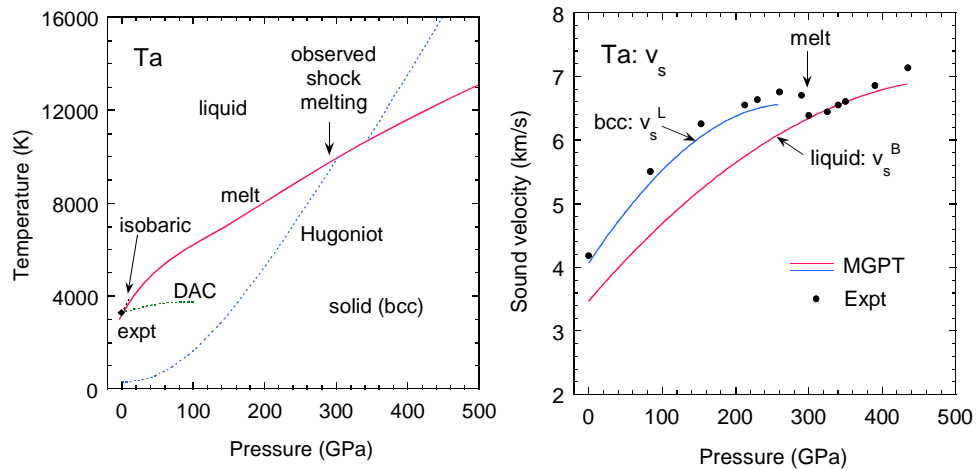 Ta
observed
shock
melting
liquid
isobaric
melt
Hugoniot
DAC
solid (bcc)
expt
16000
12000
8000
4000
0
Temperature (K)
0
100
200
300
400
500
Pressure (GPa)
Ta: v_s
melt
bcc: v_s^L
liquid: v_s^B
MGPT
Expt
8
7
6
5
4
3
2
Sound velocity (km/s)
0
100
200
300
400
500
Pressure (GPa)